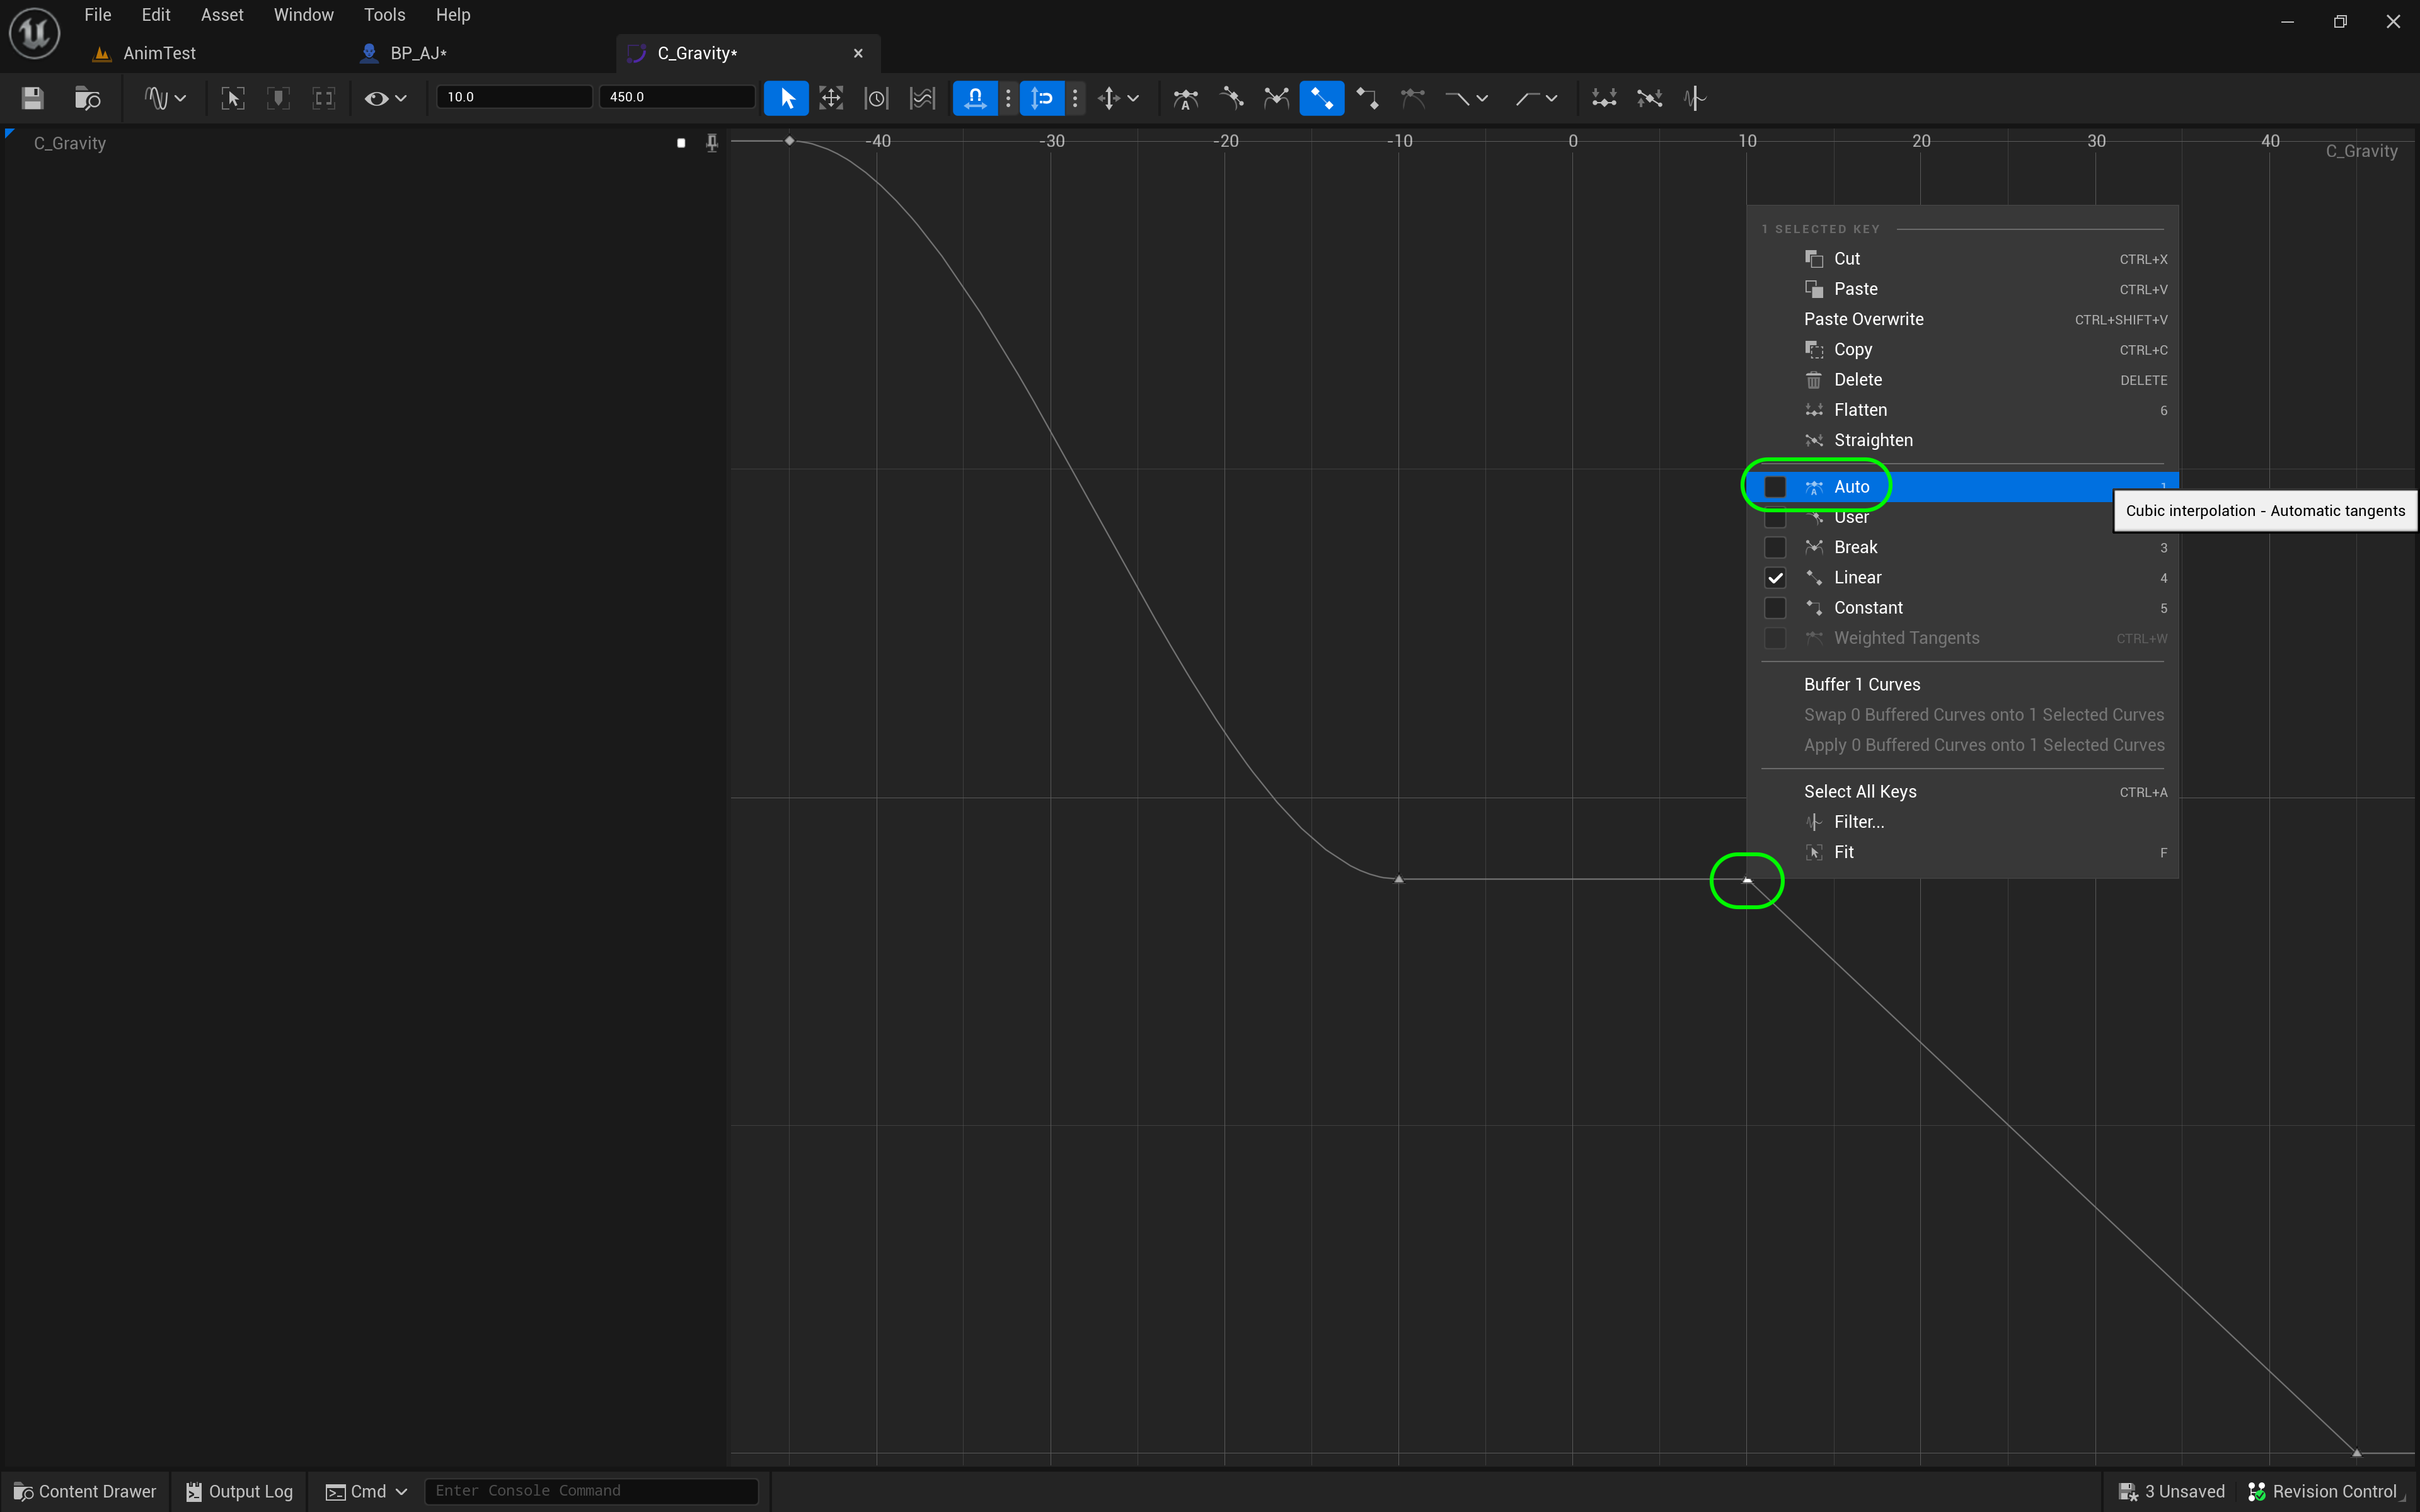 File Edit Asset Window Tools Help
AnimTest BP_AJ* C_Gravity*
10.0 450.0
C_Gravity
-40 -30 -20 -10 0 10 20 30 40
C_Gravity
1 SELECTED KEY
Cut CTRL+X
Paste CTRL+V
Paste Overwrite CTRL+SHIFT+V
Copy CTRL+C
Delete DELETE
Flatten 6
Straighten
Auto 1
Cubic interpolation - Automatic tangents
User
Break 3
Linear 4
Constant 5
Weighted Tangents CTRL+W
Buffer 1 Curves
Swap 0 Buffered Curves onto 1 Selected Curves
Apply 0 Buffered Curves onto 1 Selected Curves
Select All Keys CTRL+A
Filter...
Fit F
Content Drawer Output Log Cmd Enter Console Command 3 Unsaved Revision Control